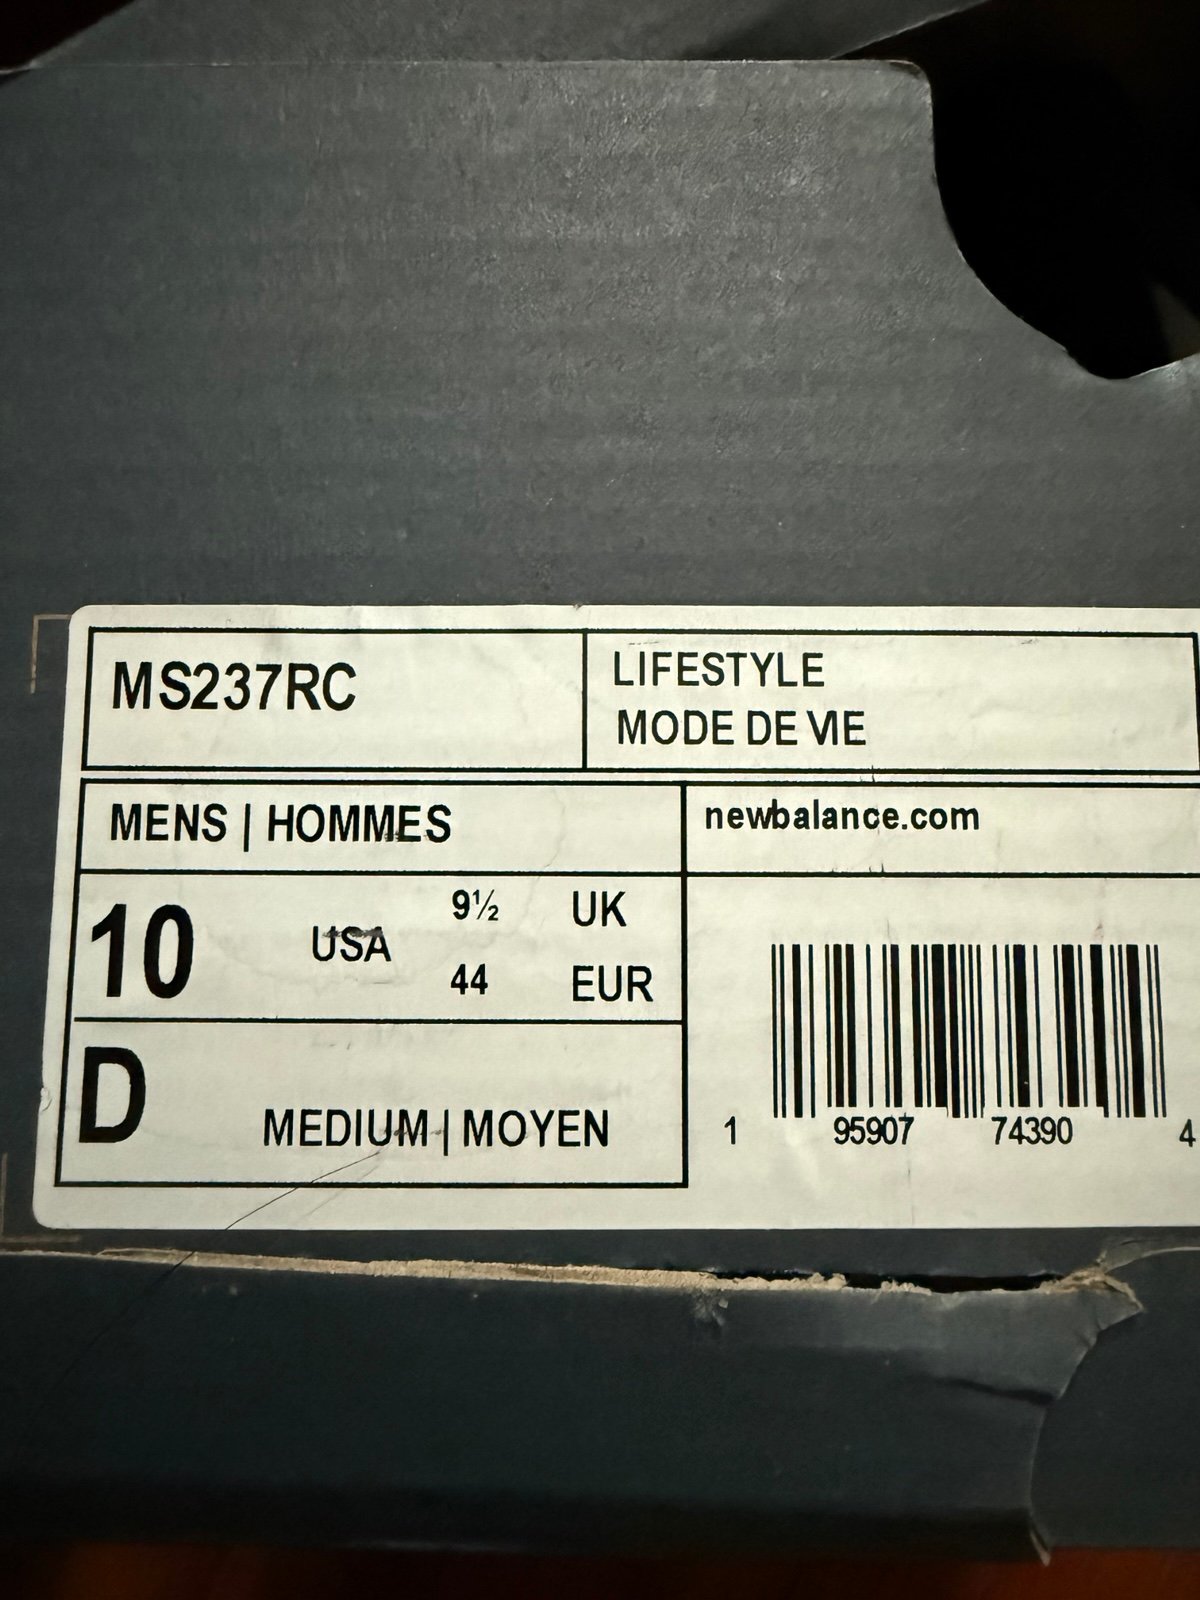 MS237RC
LIFESTYLE
MODE DE VIE
MENS | HOMMES
newbalance.com
10 USA
9½ UK
44 EUR
D
MEDIUM | MOYEN
1 95907 74390 4